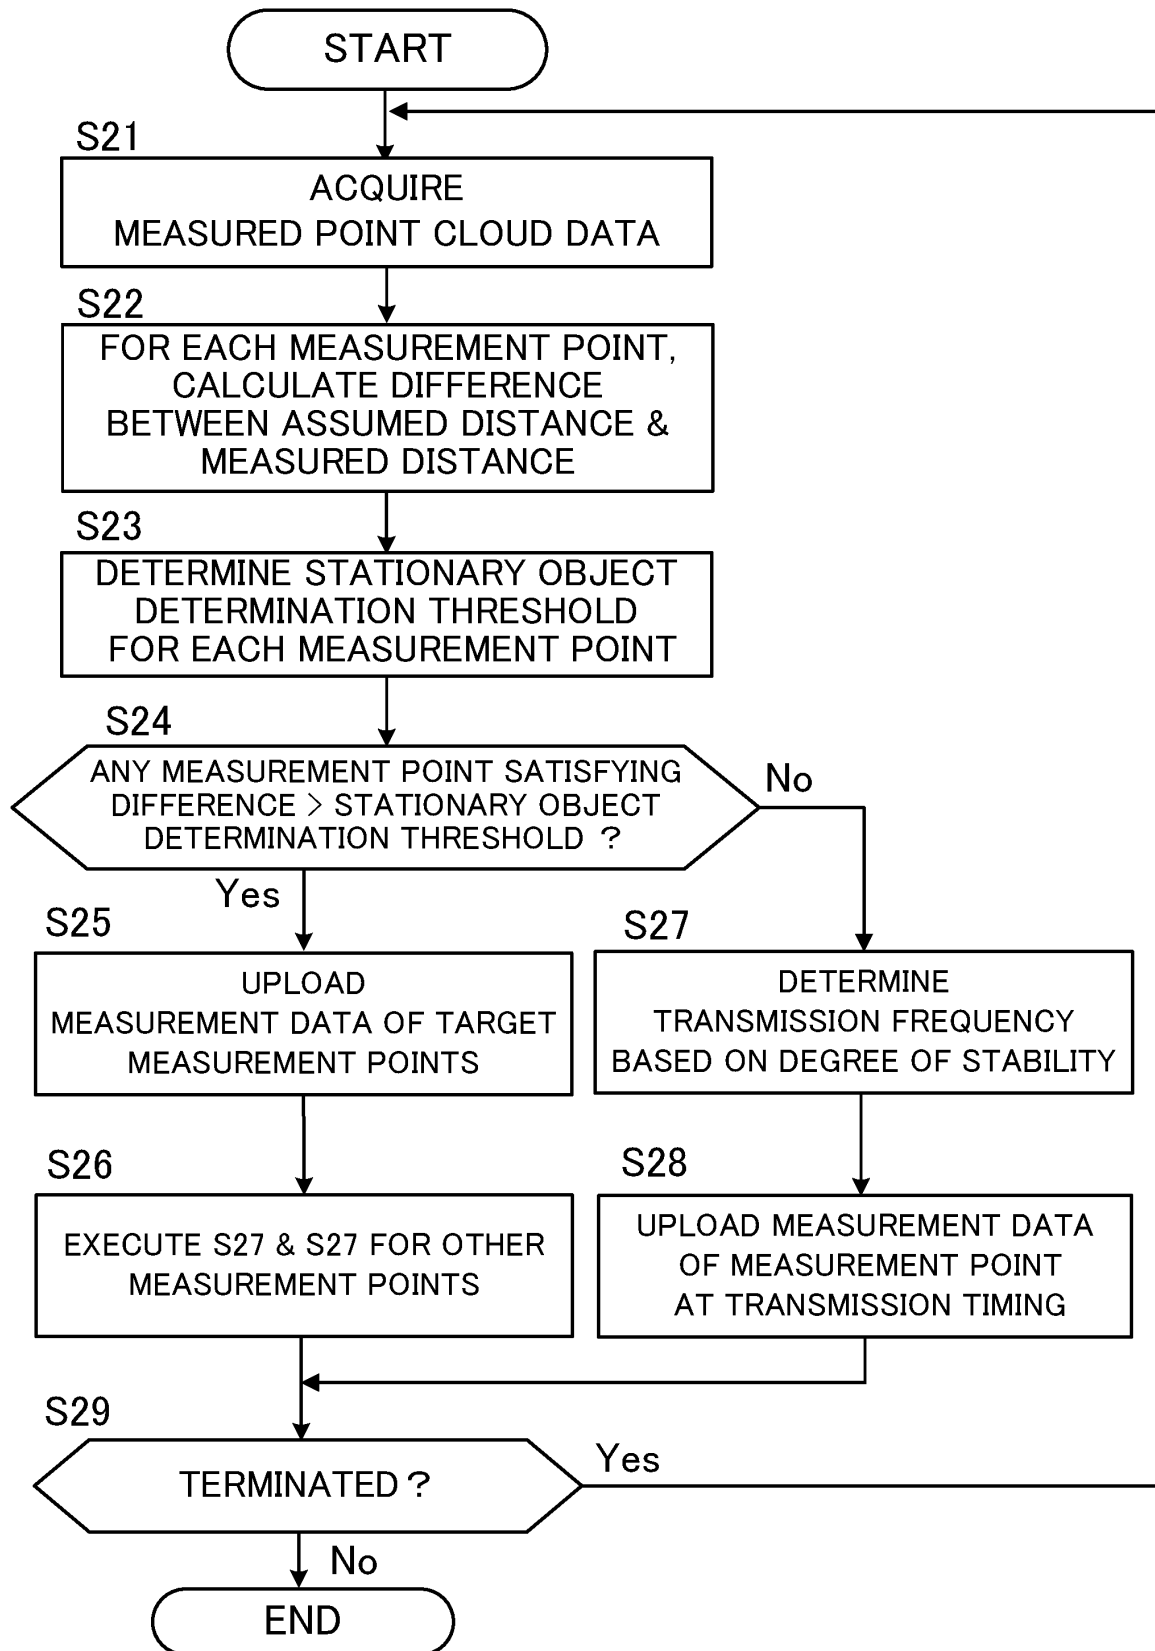 START
S21
ACQUIRE
MEASURED POINT CLOUD DATA
S22
FOR EACH MEASUREMENT POINT,
CALCULATE DIFFERENCE
BETWEEN ASSUMED DISTANCE &
MEASURED DISTANCE
S23
DETERMINE STATIONARY OBJECT
DETERMINATION THRESHOLD
FOR EACH MEASUREMENT POINT
S24
ANY MEASUREMENT POINT SATISFYING
DIFFERENCE > STATIONARY OBJECT
DETERMINATION THRESHOLD ?
No
Yes
S25
UPLOAD
MEASUREMENT DATA OF TARGET
MEASUREMENT POINTS
S27
DETERMINE
TRANSMISSION FREQUENCY
BASED ON DEGREE OF STABILITY
S26
EXECUTE S27 & S27 FOR OTHER
MEASUREMENT POINTS
S28
UPLOAD MEASUREMENT DATA
OF MEASUREMENT POINT
AT TRANSMISSION TIMING
S29
TERMINATED ?
Yes
No
END